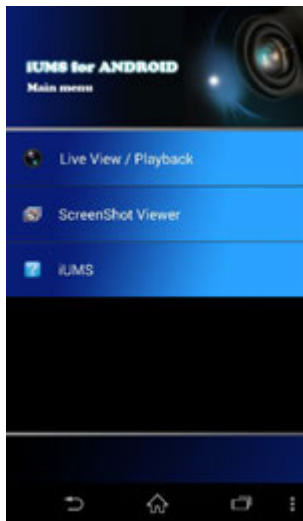 iUMS for ANDROID
Main menu
Live View / Playback
ScreenShot Viewer
iUMS